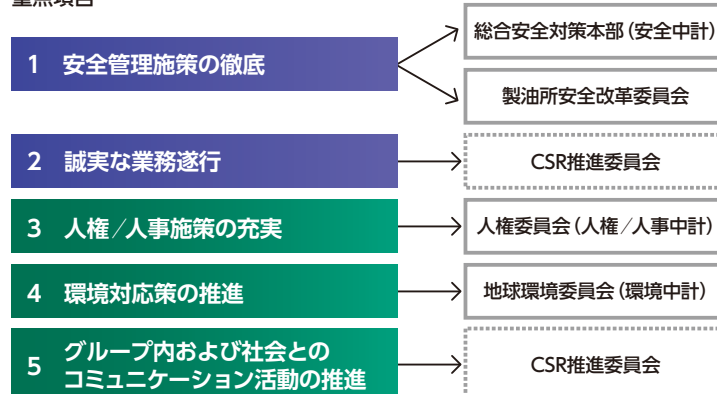 重点項目
1 安全管理施策の徹底
総合安全対策本部(安全中計)
製油所安全改革委員会
2 誠実な業務遂行
CSR推進委員会
3 人権/人事施策の充実
人権委員会(人権/人事中計)
4 環境対応策の推進
地球環境委員会(環境中計)
5 グループ内および社会との
コミュニケーション活動の推進
CSR推進委員会